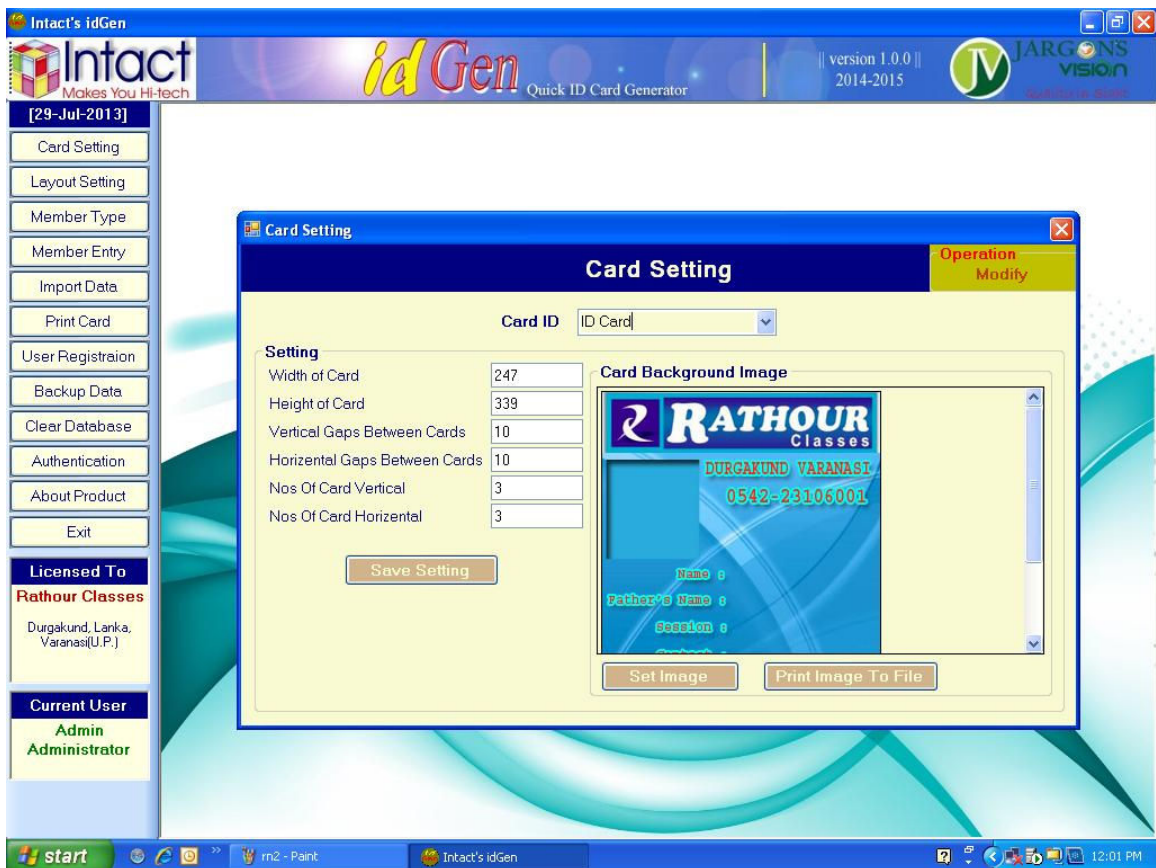 Intact's idGen
Intact
Makes You Hi-tech
id Gen Quick ID Card Generator
|| version 1.0.0 ||
2014-2015
JV
JARGONS
VISION
[29-Jul-2013]
Card Setting
Layout Setting
Member Type
Member Entry
Import Data
Print Card
User Registraion
Backup Data
Clear Database
Authentication
About Product
Exit
Licensed To
Rathour Classes
Durgakund, Lanka,
Varanasi(U.P.)
Current User
Admin
Administrator
Card Setting
Card Setting
Operation
Modify
Card ID ID Card
Setting
Width of Card 247
Height of Card 339
Vertical Gaps Between Cards 10
Horizental Gaps Between Cards 10
Nos Of Card Vertical 3
Nos Of Card Horizental 3
Save Setting
Card Background Image
R RATHOUR
Classes
DURGAKUND VARANASI
0542-23106001
Name :
Father's Name :
Session :
Set Image
Print Image To File
start
rn2 - Paint
Intact's idGen
12:01 PM